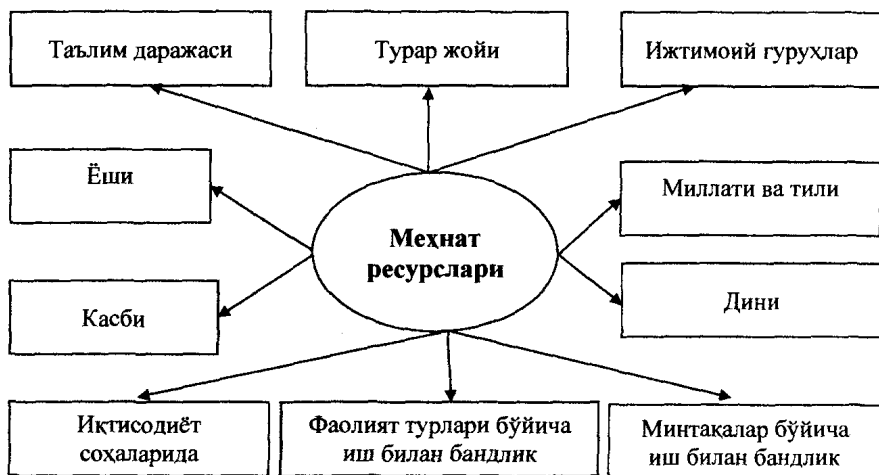 Таълим даражаси
Турар жойи
Ижтимоий гуруҳлар
Ёши
Миллати ва тили
Меҳнат
ресурслари
Касби
Дини
Иқтисодиёт
соҳаларида
Фаолият турлари бўйича
иш билан бандлик
Минтақалар бўйича
иш билан бандлик